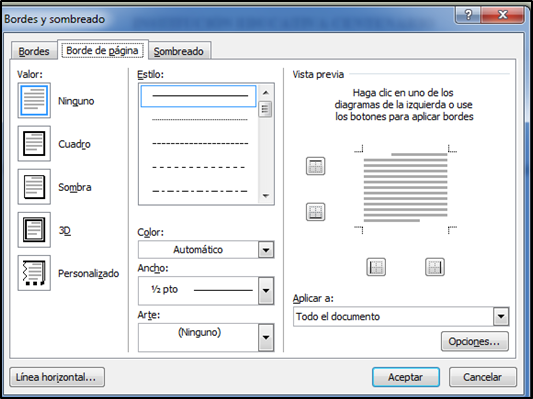 Bordes y sombreado
Bordes
Borde de página
Sombreado
Valor:
Ninguno
Cuadro
Sombra
3D
Personalizado
Estilo:
Color:
Automático
Ancho:
½ pto
Arte:
(Ninguno)
Vista previa
Haga clic en uno de los
diagramas de la izquierda o use
los botones para aplicar bordes
Aplicar a:
Todo el documento
Opciones...
Línea horizontal...
Aceptar
Cancelar